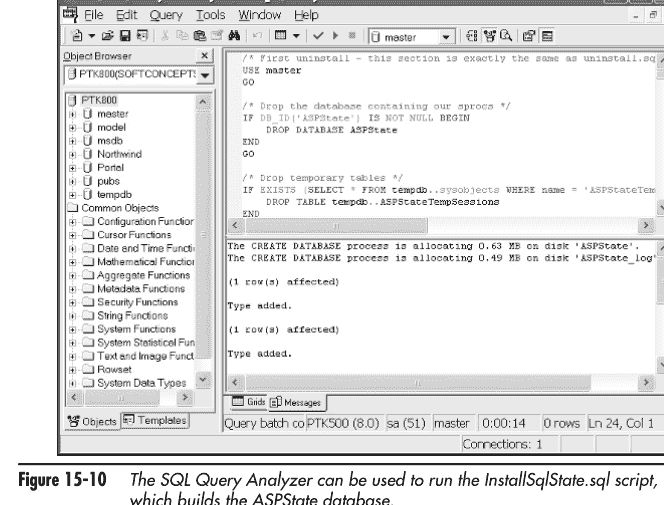 File Edit Query Tools Window Help
master
Object Browser
PTK800(SOFTCONCEPTS
PTK800
master
model
msdb
Northwind
Portal
pubs
tempdb
Common Objects
Configuration Function
Cursor Functions
Date and Time Functi
Mathematical Function
Aggregate Functions
Metadata Functions
Security Functions
String Functions
System Functions
System Statistical Fun
Text and Image Funct
Rowset
System Data Types
Objects Templates
/* First uninstall - this section is exactly the same as uninstall.sq
USE master
GO
/* Drop the database containing our sprocs */
IF DB_ID('ASPState') IS NOT NULL BEGIN
DROP DATABASE ASPState
END
GO
/* Drop temporary tables */
IF EXISTS (SELECT * FROM tempdb..sysobjects WHERE name = 'ASPStateTem
DROP TABLE tempdb..ASPStateTempSessions
END
The CREATE DATABASE process is allocating 0.63 MB on disk 'ASPState'.
The CREATE DATABASE process is allocating 0.49 MB on disk 'ASPState_log'
(1 row(s) affected)
Type added.
(1 row(s) affected)
Type added.
Grids Messages
Query batch co PTK500 (8.0) sa (51) master 0:00:14 0 rows Ln 24, Col 1
Connections: 1
Figure 15-10 The SQL Query Analyzer can be used to run the InstallSqlState.sql script,
which builds the ASPState database.